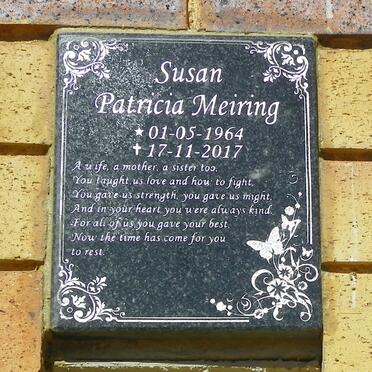 Susan
Patricia Meiring
★ 01-05-1964
✝ 17-11-2017
A wife, a mother, a sister too,
You taught us love and how to fight,
You gave us strength, you gave us might,
And in your heart you were always kind.
For all of us you gave your best,
Now the time has come for you
to rest.